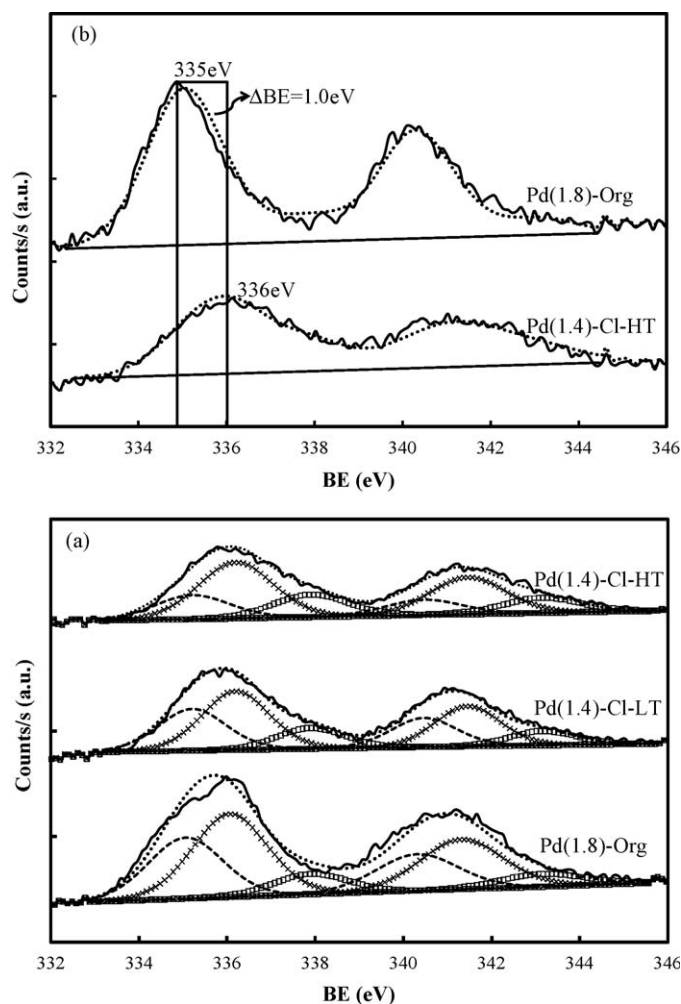 (b)
335eV
ΔBE=1.0eV
Pd(1.8)-Org
336eV
Pd(1.4)-Cl-HT
Counts/s (a.u.)
332 334 336 338 340 342 344 346
BE (eV)
(a)
Pd(1.4)-Cl-HT
Pd(1.4)-Cl-LT
Pd(1.8)-Org
Counts/s (a.u.)
332 334 336 338 340 342 344 346
BE (eV)